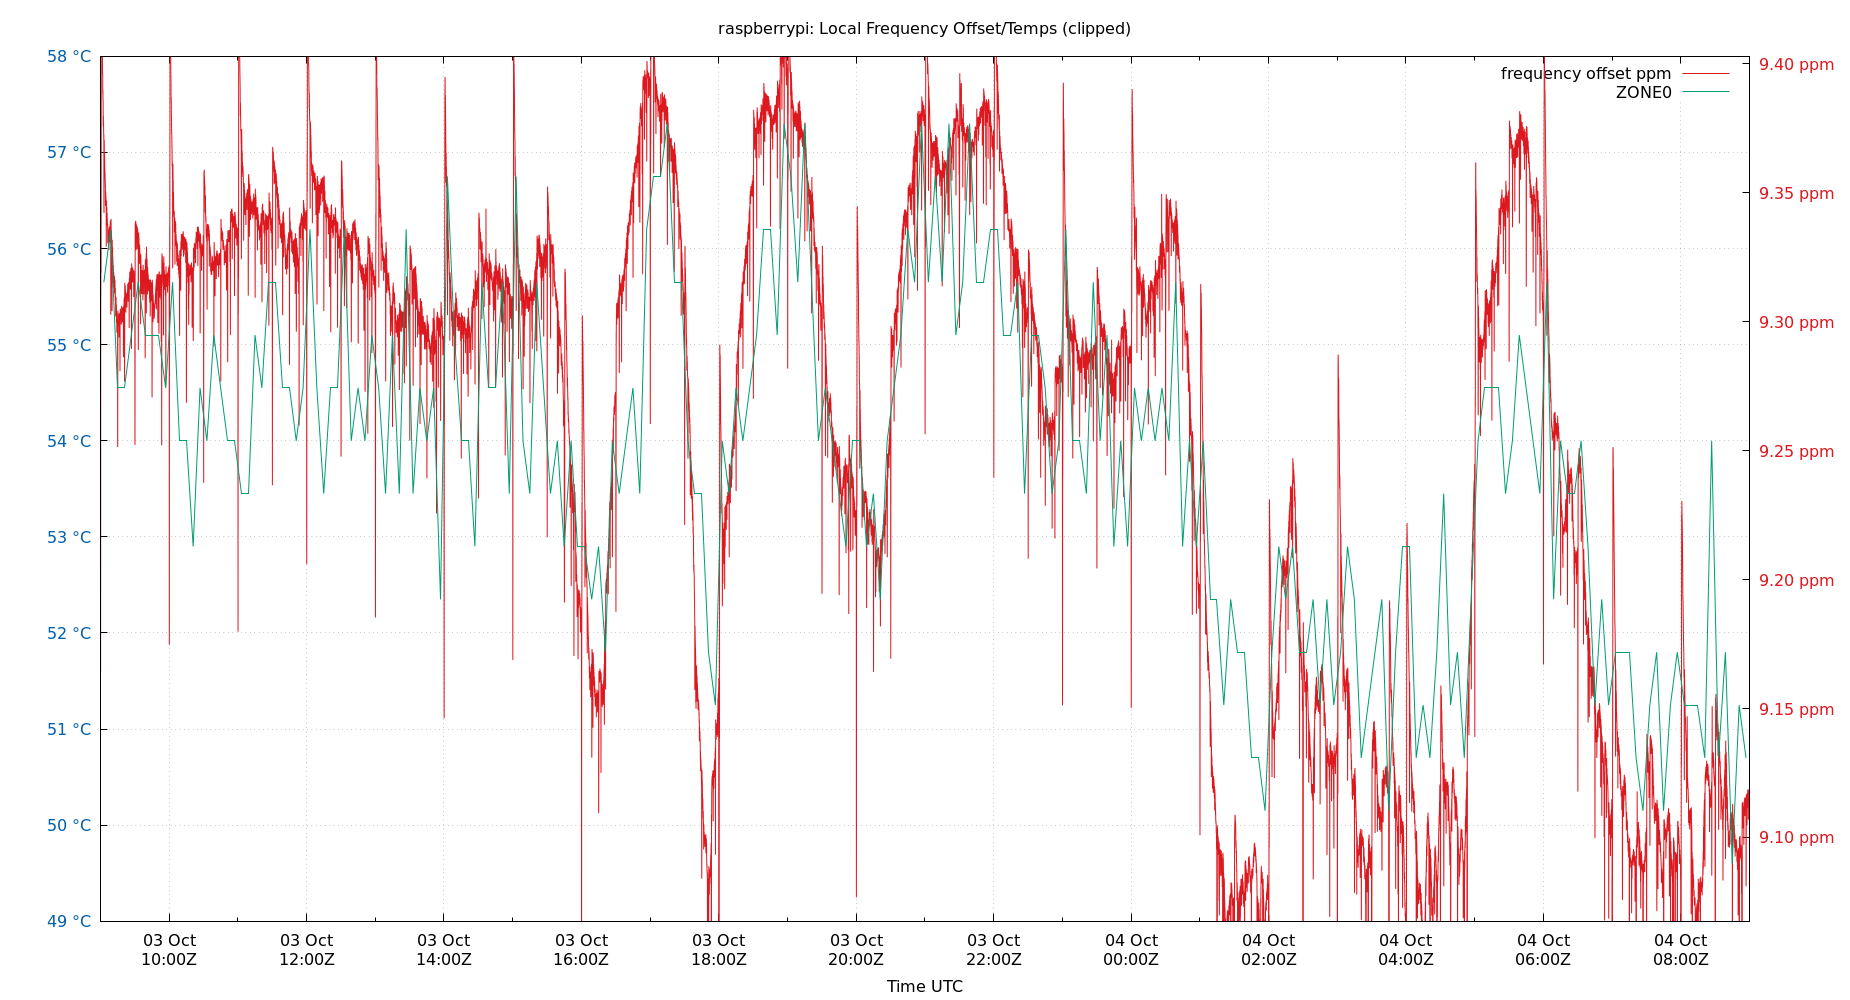 raspberrypi: Local Frequency Offset/Temps (clipped)
58 °C
57 °C
56 °C
55 °C
54 °C
53 °C
52 °C
51 °C
50 °C
49 °C
frequency offset ppm
ZONE0
9.40 ppm
9.35 ppm
9.30 ppm
9.25 ppm
9.20 ppm
9.15 ppm
9.10 ppm
03 Oct 03 Oct 03 Oct 03 Oct 03 Oct 03 Oct 03 Oct 04 Oct 04 Oct 04 Oct 04 Oct 04 Oct
10:00Z 12:00Z 14:00Z 16:00Z 18:00Z 20:00Z 22:00Z 00:00Z 02:00Z 04:00Z 06:00Z 08:00Z
Time UTC